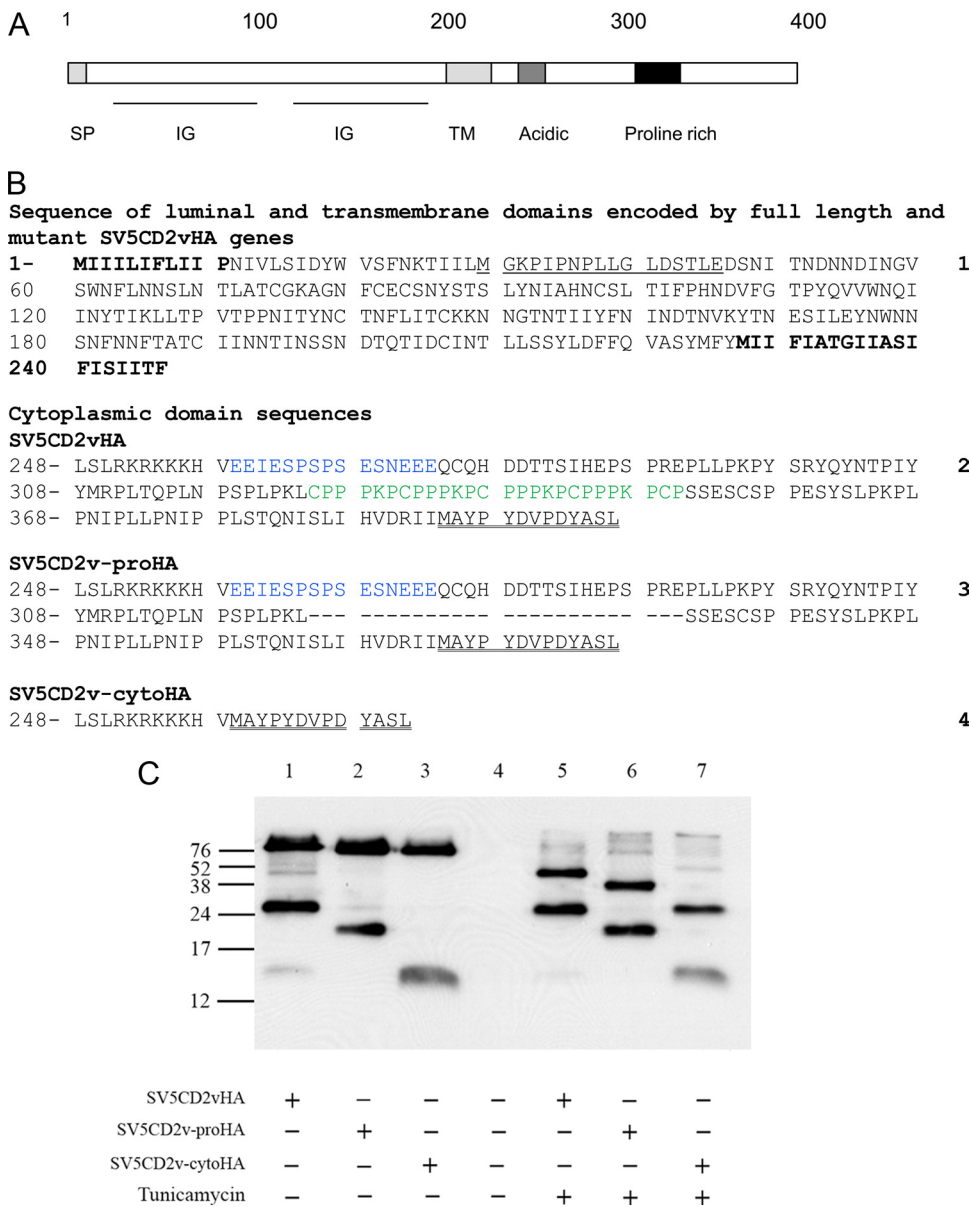 A
1 100 200 300 400
SP IG IG TM Acidic Proline rich
B
Sequence of luminal and transmembrane domains encoded by full length and
mutant SV5CD2vHA genes
1- MIIILIFLII PNIVLSIDYW VSFNKTIILM GKPIPNPLLG LDSTLEDSNI TNDNNDINGV 1
60 SWNFLNNSLN TLATCGKAGN FCECSNYSTS LYNIAHNCSL TIFPHNDVFG TPYQVVWNQI
120 INYTIKLLTP VTPPNITYNC TNFLITCKKN NGTNTIIYFN INDTNVKYTN ESILEYNWNN
180 SNFNNFTATC IINNTINSSN DTQTIDCINT LLSSYLDFFQ VASYMFYMII FIATGIIASI
240 FISIITF
Cytoplasmic domain sequences
SV5CD2vHA
248- LSLRKRKKKH VEEIESPSPS ESNEEEQCQH DDTTSIHEPS PREPLLPKPY SRYQYNTPIY 2
308- YMRPLTQPLN PSPLPKLCPP PKPCPPPKPC PPPKPCPPPK PCPSSESCSP PESYSLPKPL
368- PNIPLLPNIP PLSTQNISLI HVDRIIMAYP YDVPDYASL
SV5CD2v-proHA
248- LSLRKRKKKH VEEIESPSPS ESNEEEQCQH DDTTSIHEPS PREPLLPKPY SRYQYNTPIY 3
308- YMRPLTQPLN PSPLPKL--- ---------- ---------- ---SSESCSP PESYSLPKPL
348- PNIPLLPNIP PLSTQNISLI HVDRIIMAYP YDVPDYASL
SV5CD2v-cytoHA
248- LSLRKRKKKH VMAYPYDVPD YASL 4
C
1 2 3 4 5 6 7
76
52
38
24
17
12
SV5CD2vHA + − − − + − −
SV5CD2v-proHA − + − − − + −
SV5CD2v-cytoHA − − + − − − +
Tunicamycin − − − − + + +